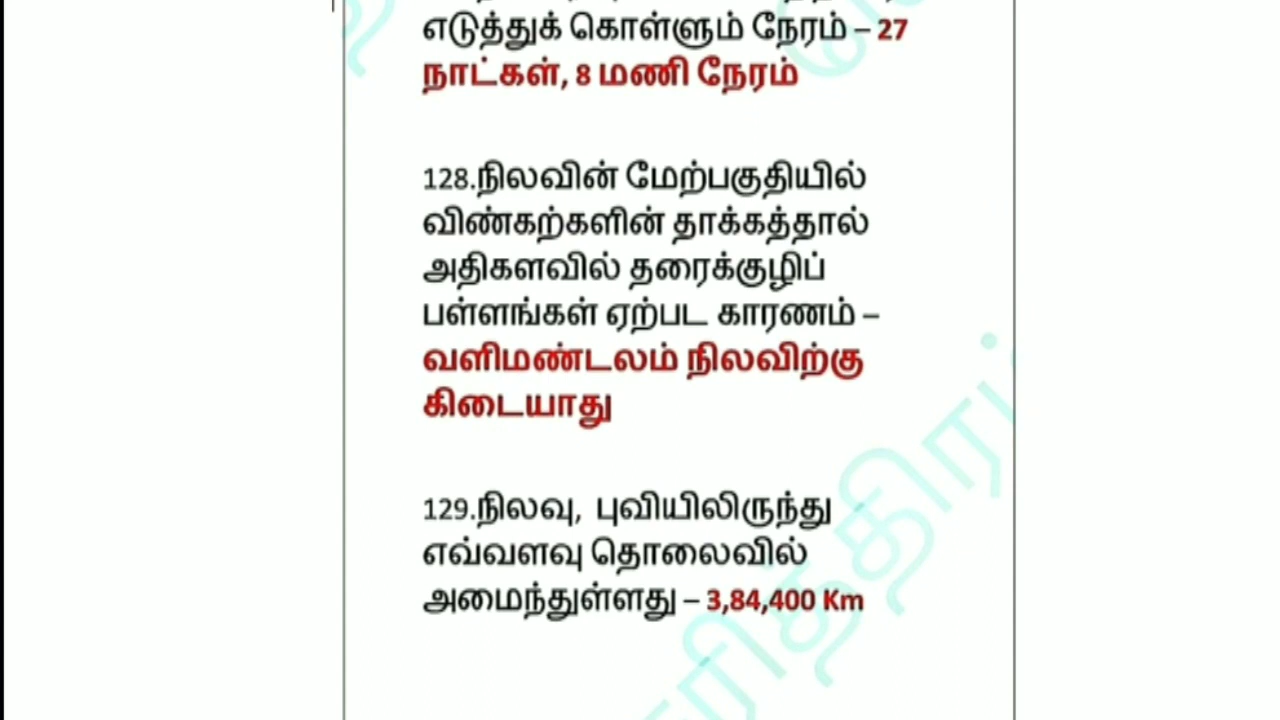 எடுத்துக் கொள்ளும் நேரம் – 27
நாட்கள், 8 மணி நேரம்
128.நிலவின் மேற்பகுதியில்
விண்கற்களின் தாக்கத்தால்
அதிகளவில் தரைக்குழிப்
பள்ளங்கள் ஏற்பட காரணம் –
வளிமண்டலம் நிலவிற்கு
கிடையாது
129.நிலவு, புவியிலிருந்து
எவ்வளவு தொலைவில்
அமைந்துள்ளது – 3,84,400 Km